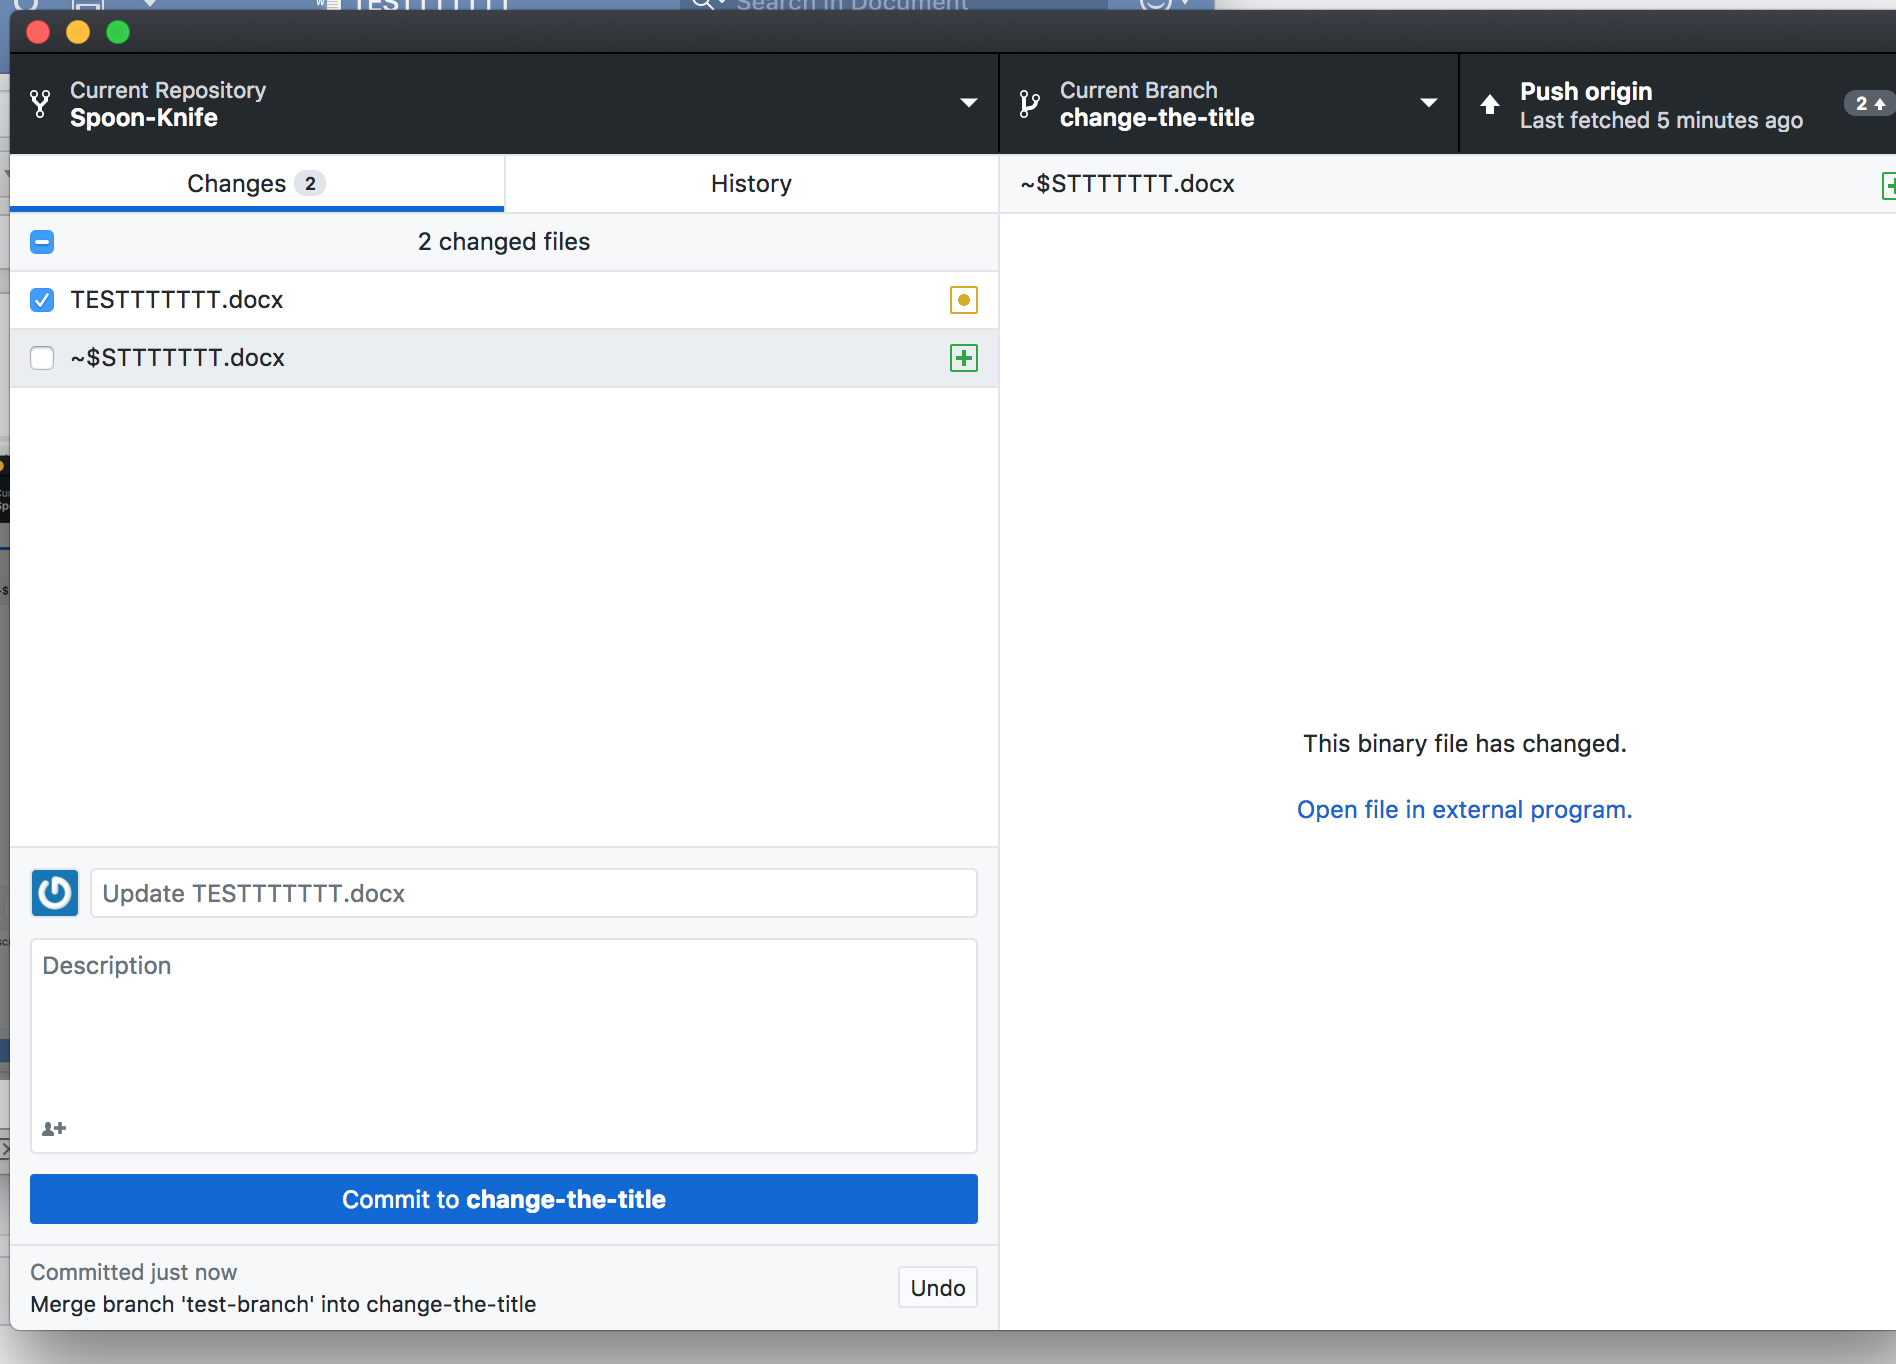 Search in Document
Current Repository
Spoon-Knife
Current Branch
change-the-title
Push origin
Last fetched 5 minutes ago
2
Changes 2
History
~$STTTTTTT.docx
2 changed files
TESTTTTTTT.docx
~$STTTTTTT.docx
This binary file has changed.
Open file in external program.
Update TESTTTTTTT.docx
Description
Commit to change-the-title
Committed just now
Merge branch 'test-branch' into change-the-title
Undo